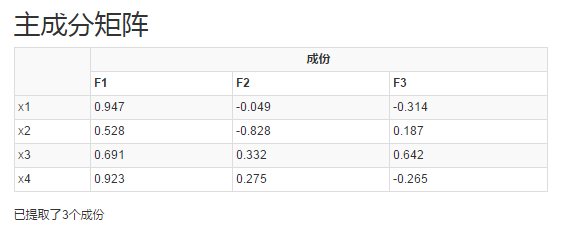 主成分矩阵
成份
F1 F2 F3
x1 0.947 -0.049 -0.314
x2 0.528 -0.828 0.187
x3 0.691 0.332 0.642
x4 0.923 0.275 -0.265
已提取了3个成份